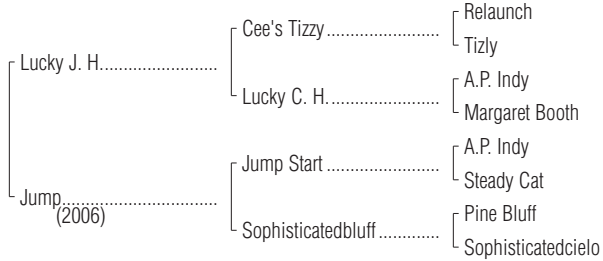 Relaunch
Cee's Tizzy
Tizly
Lucky J. H.
A.P. Indy
Lucky C. H.
Margaret Booth
A.P. Indy
Jump Start
Steady Cat
Jump
(2006)
Pine Bluff
Sophisticatedbluff
Sophisticatedcielo